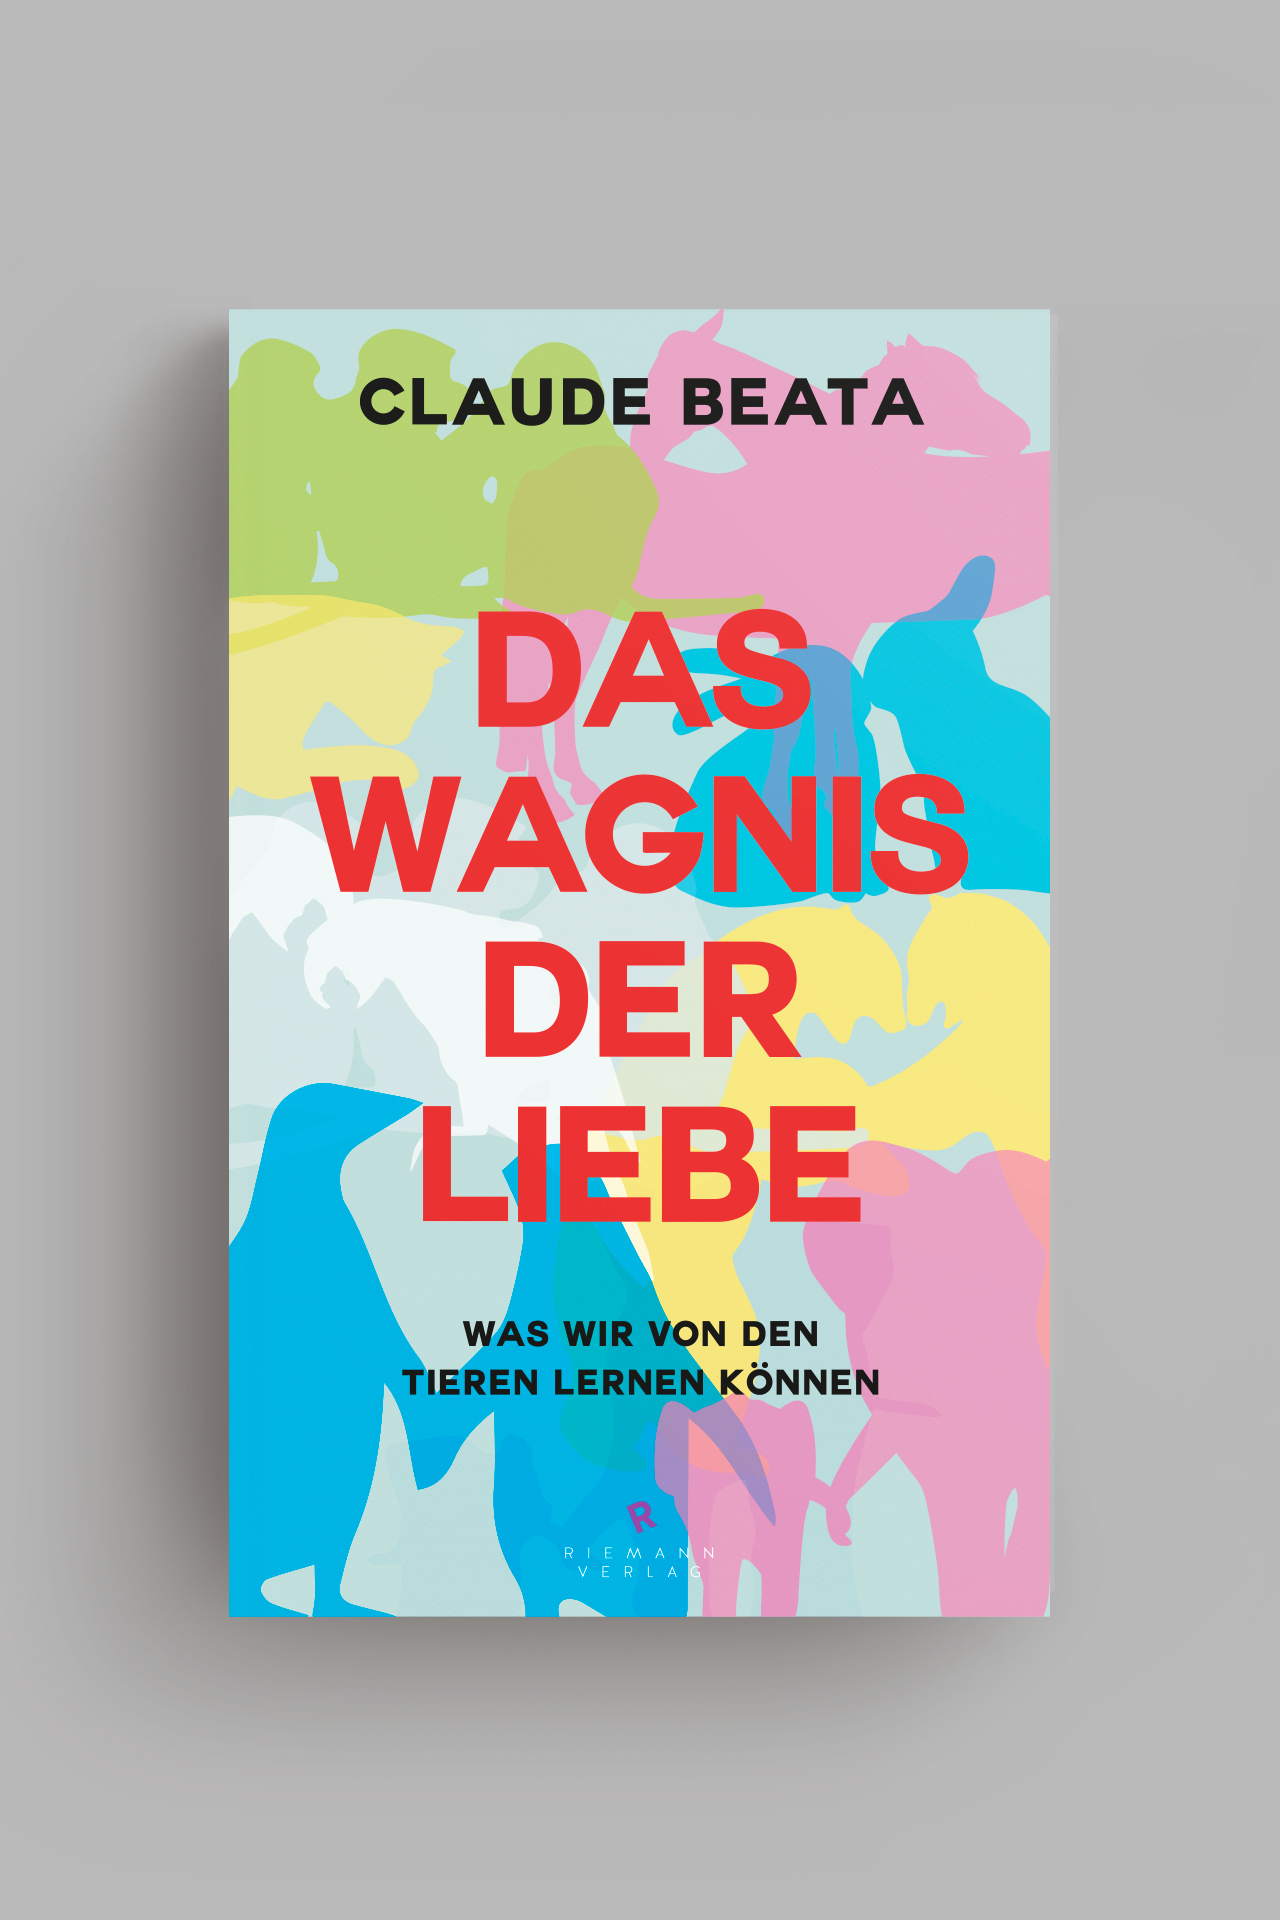 CLAUDE BEATA
DAS
WAGNIS
DER
LIEBE
WAS WIR VON DEN
TIEREN LERNEN KÖNNEN
R
RIEMANN
VERLAG